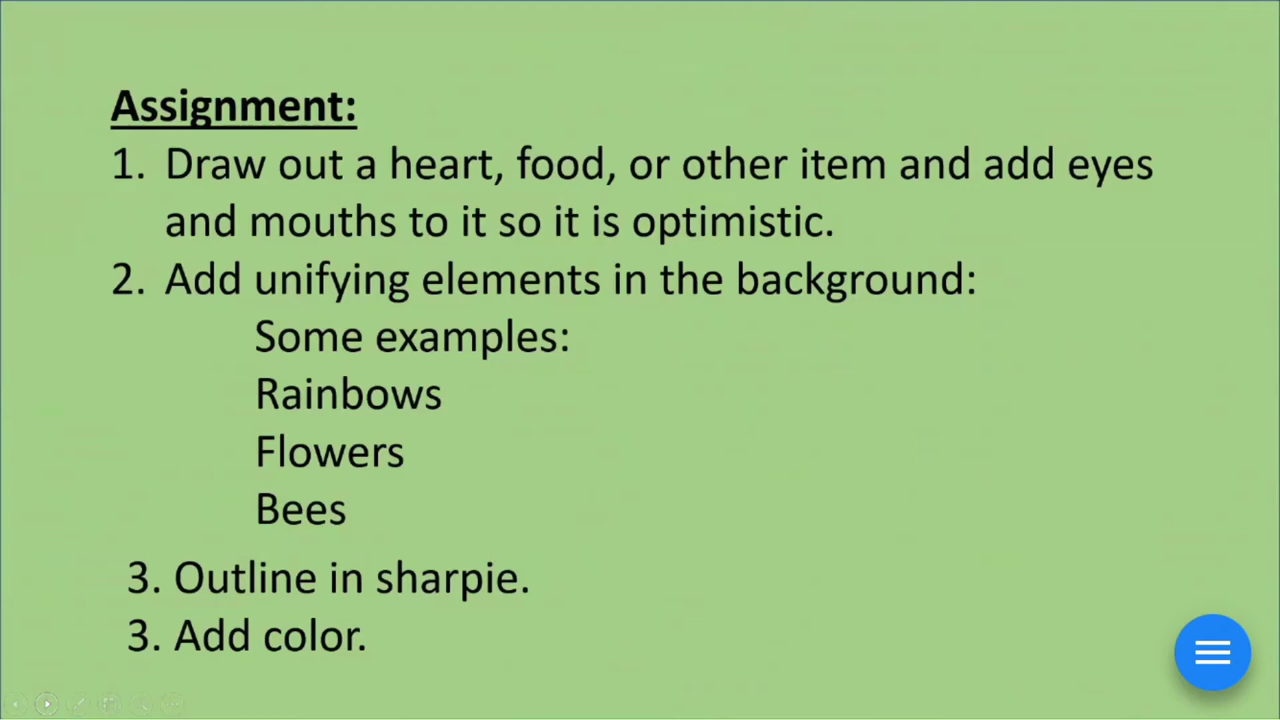 Assignment:
1. Draw out a heart, food, or other item and add eyes
and mouths to it so it is optimistic.
2. Add unifying elements in the background:
Some examples:
Rainbows
Flowers
Bees
3. Outline in sharpie.
3. Add color.